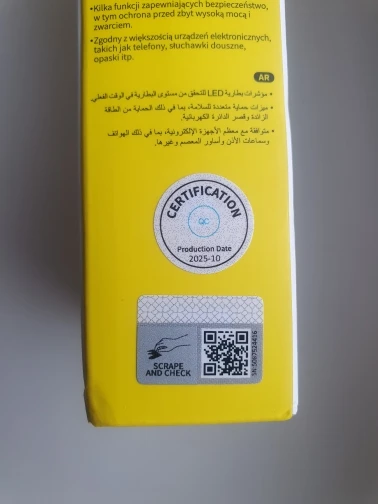 •Kilka funkcji zapewniających bezpieczeństwo,
w tym ochrona przed zbyt wysoką mocą i
zwarciem.
•Zgodny z większością urządzeń elektronicznych,
takich jak telefony, słuchawki douszne,
opaski itp.
AR
• مؤشرات بطارية LED للتحقق من مستوى البطارية في الوقت الفعلي.
• ميزات حماية متعددة للسلامة، بما في ذلك الحماية من الطاقة
الزائدة وقصر الدائرة الكهربائية.
• متوافقة مع معظم الأجهزة الإلكترونية، بما في ذلك الهواتف
وسماعات الأذن وأساور المعصم وغيرها.
CERTIFICATION
QC
Production Date
2025-10
SCRAPE
AND CHECK